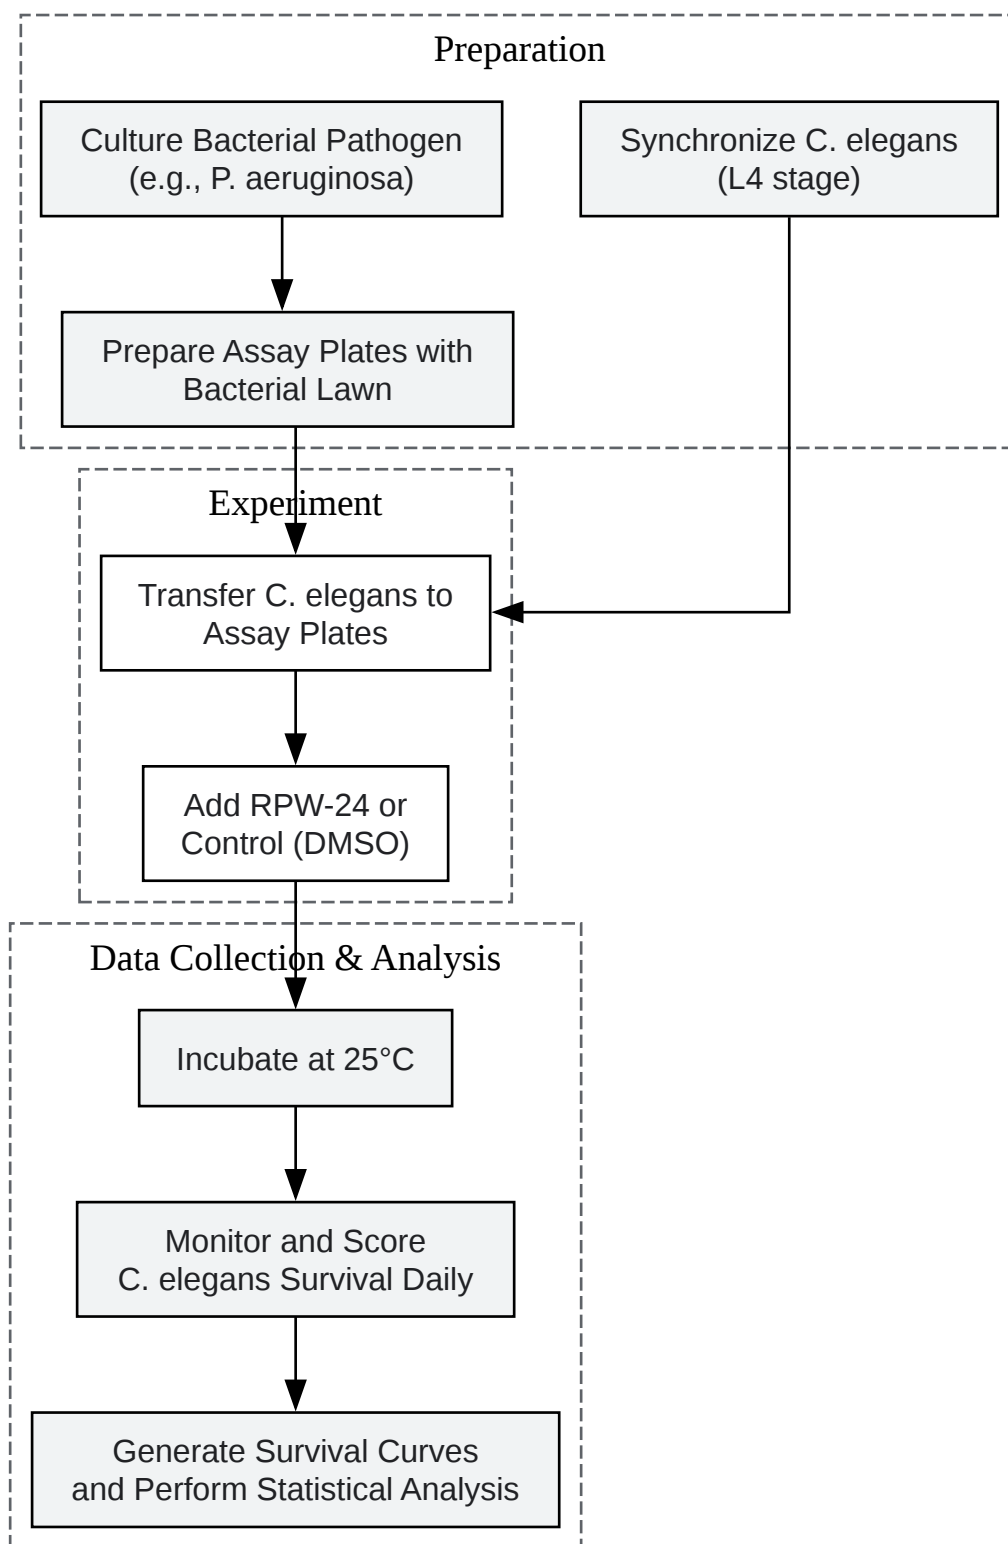 Preparation
Culture Bacterial Pathogen
(e.g., P. aeruginosa)
Synchronize C. elegans
(L4 stage)
Prepare Assay Plates with
Bacterial Lawn
Experiment
Transfer C. elegans to
Assay Plates
Add RPW-24 or
Control (DMSO)
Data Collection & Analysis
Incubate at 25°C
Monitor and Score
C. elegans Survival Daily
Generate Survival Curves
and Perform Statistical Analysis